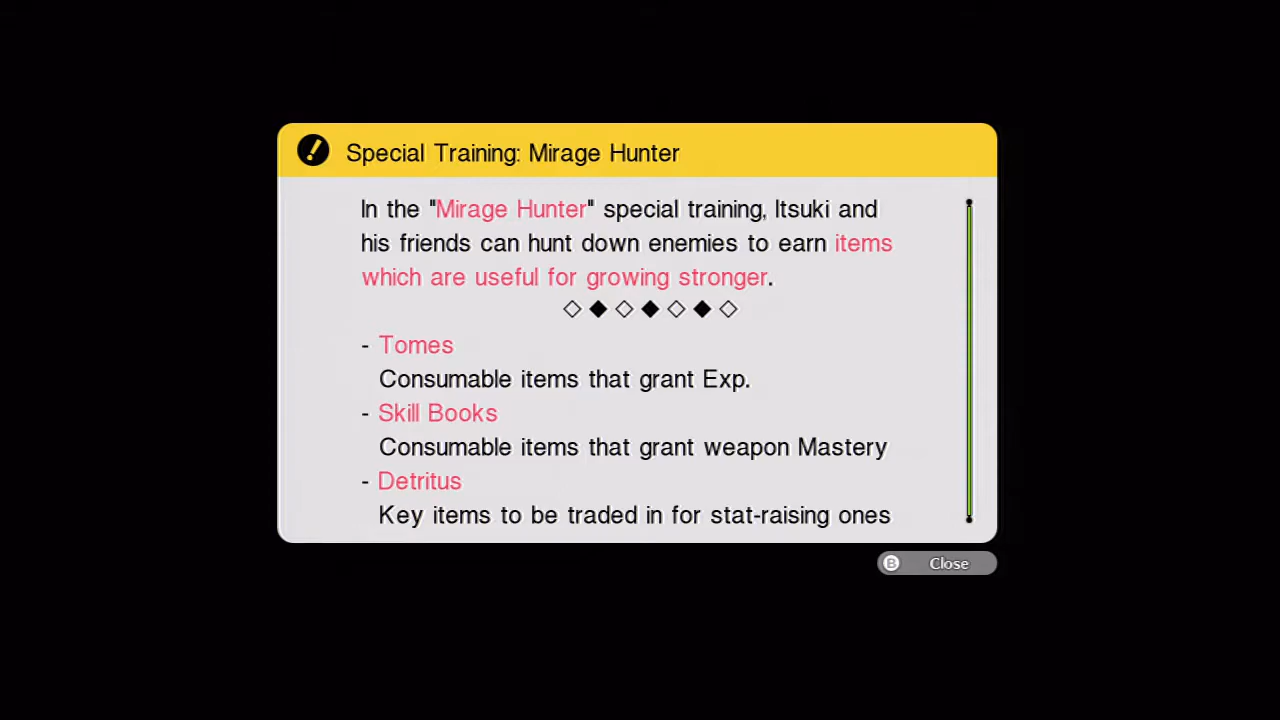 Special Training: Mirage Hunter
In the "Mirage Hunter" special training, Itsuki and
his friends can hunt down enemies to earn items
which are useful for growing stronger.
◇◆◇◆◇◆◇
- Tomes
Consumable items that grant Exp.
- Skill Books
Consumable items that grant weapon Mastery
- Detritus
Key items to be traded in for stat-raising ones
B Close